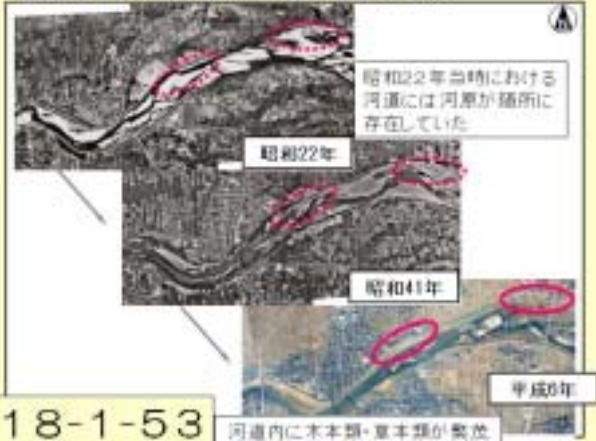 昭和22年当時における
河道には河原が随所に
存在していた
昭和22年
昭和41年
平成6年
18-1-53
河道内に木本類・草本類が繁茂